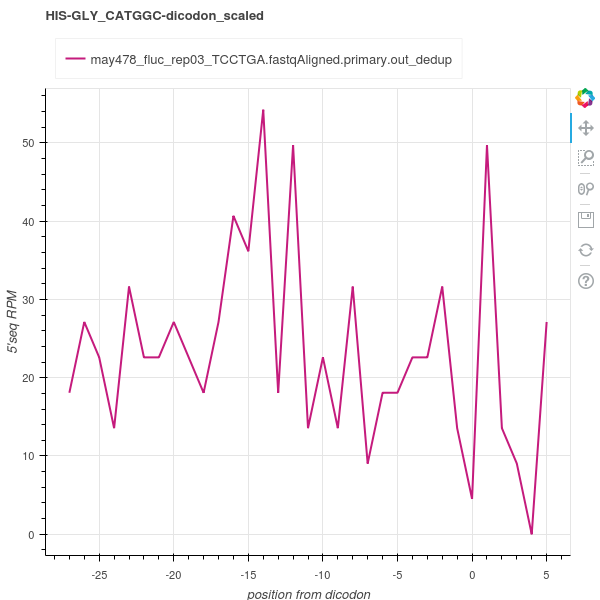 HIS-GLY_CATGGC-dicodon_scaled
may478_fluc_rep03_TCCTGA.fastqAligned.primary.out_dedup
50
40
30
20
10
0
5'seq RPM
-25 -20 -15 -10 -5 0 5
position from dicodon